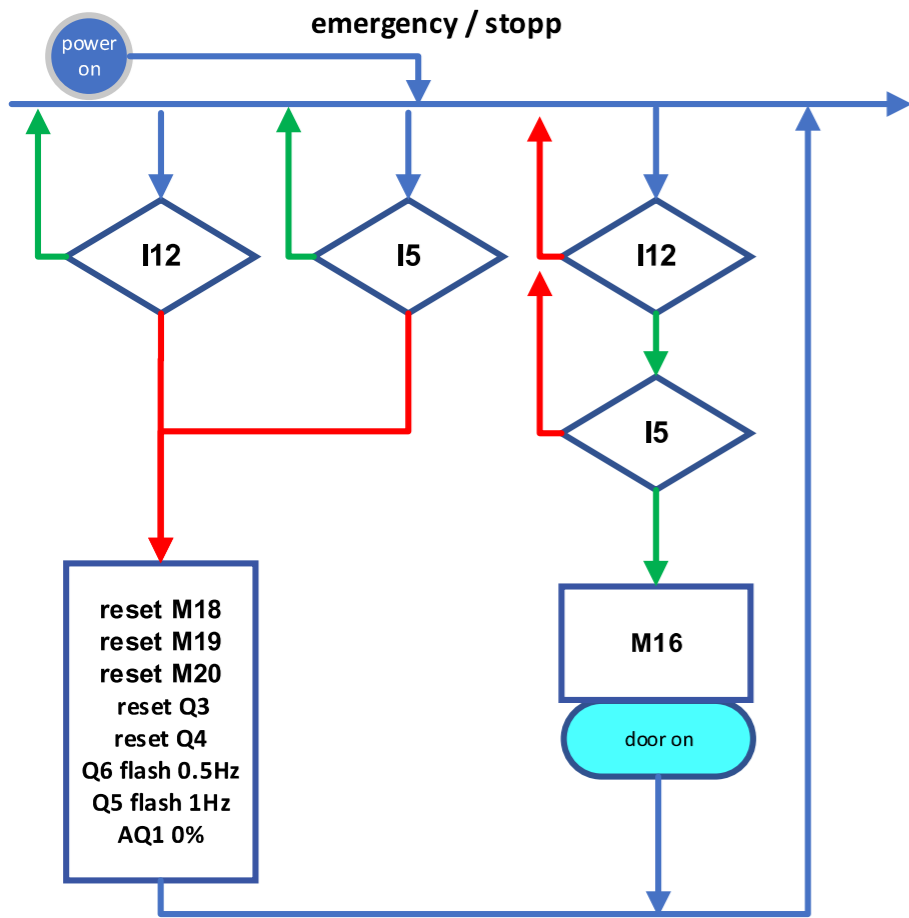 emergency / stopp
power
on
I12
I5
I12
I5
reset M18
reset M19
reset M20
reset Q3
reset Q4
Q6 flash 0.5Hz
Q5 flash 1Hz
AQ1 0%
M16
door on